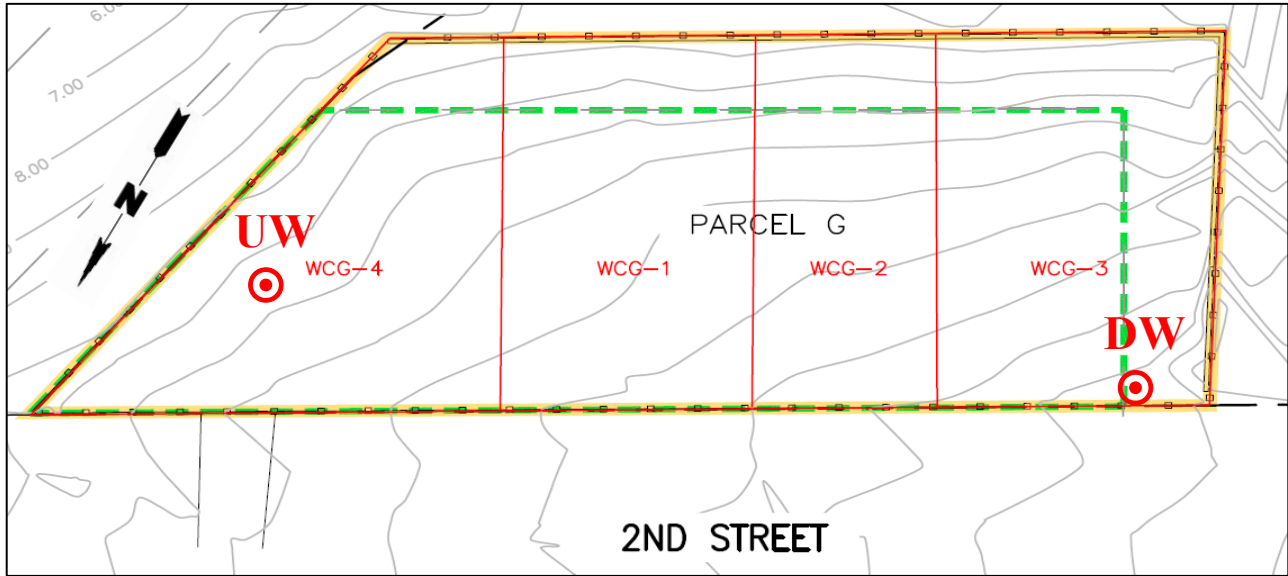 6.00
7.00
8.00
N
UW
PARCEL G
WCG-4
WCG-1
WCG-2
WCG-3
DW
2ND STREET